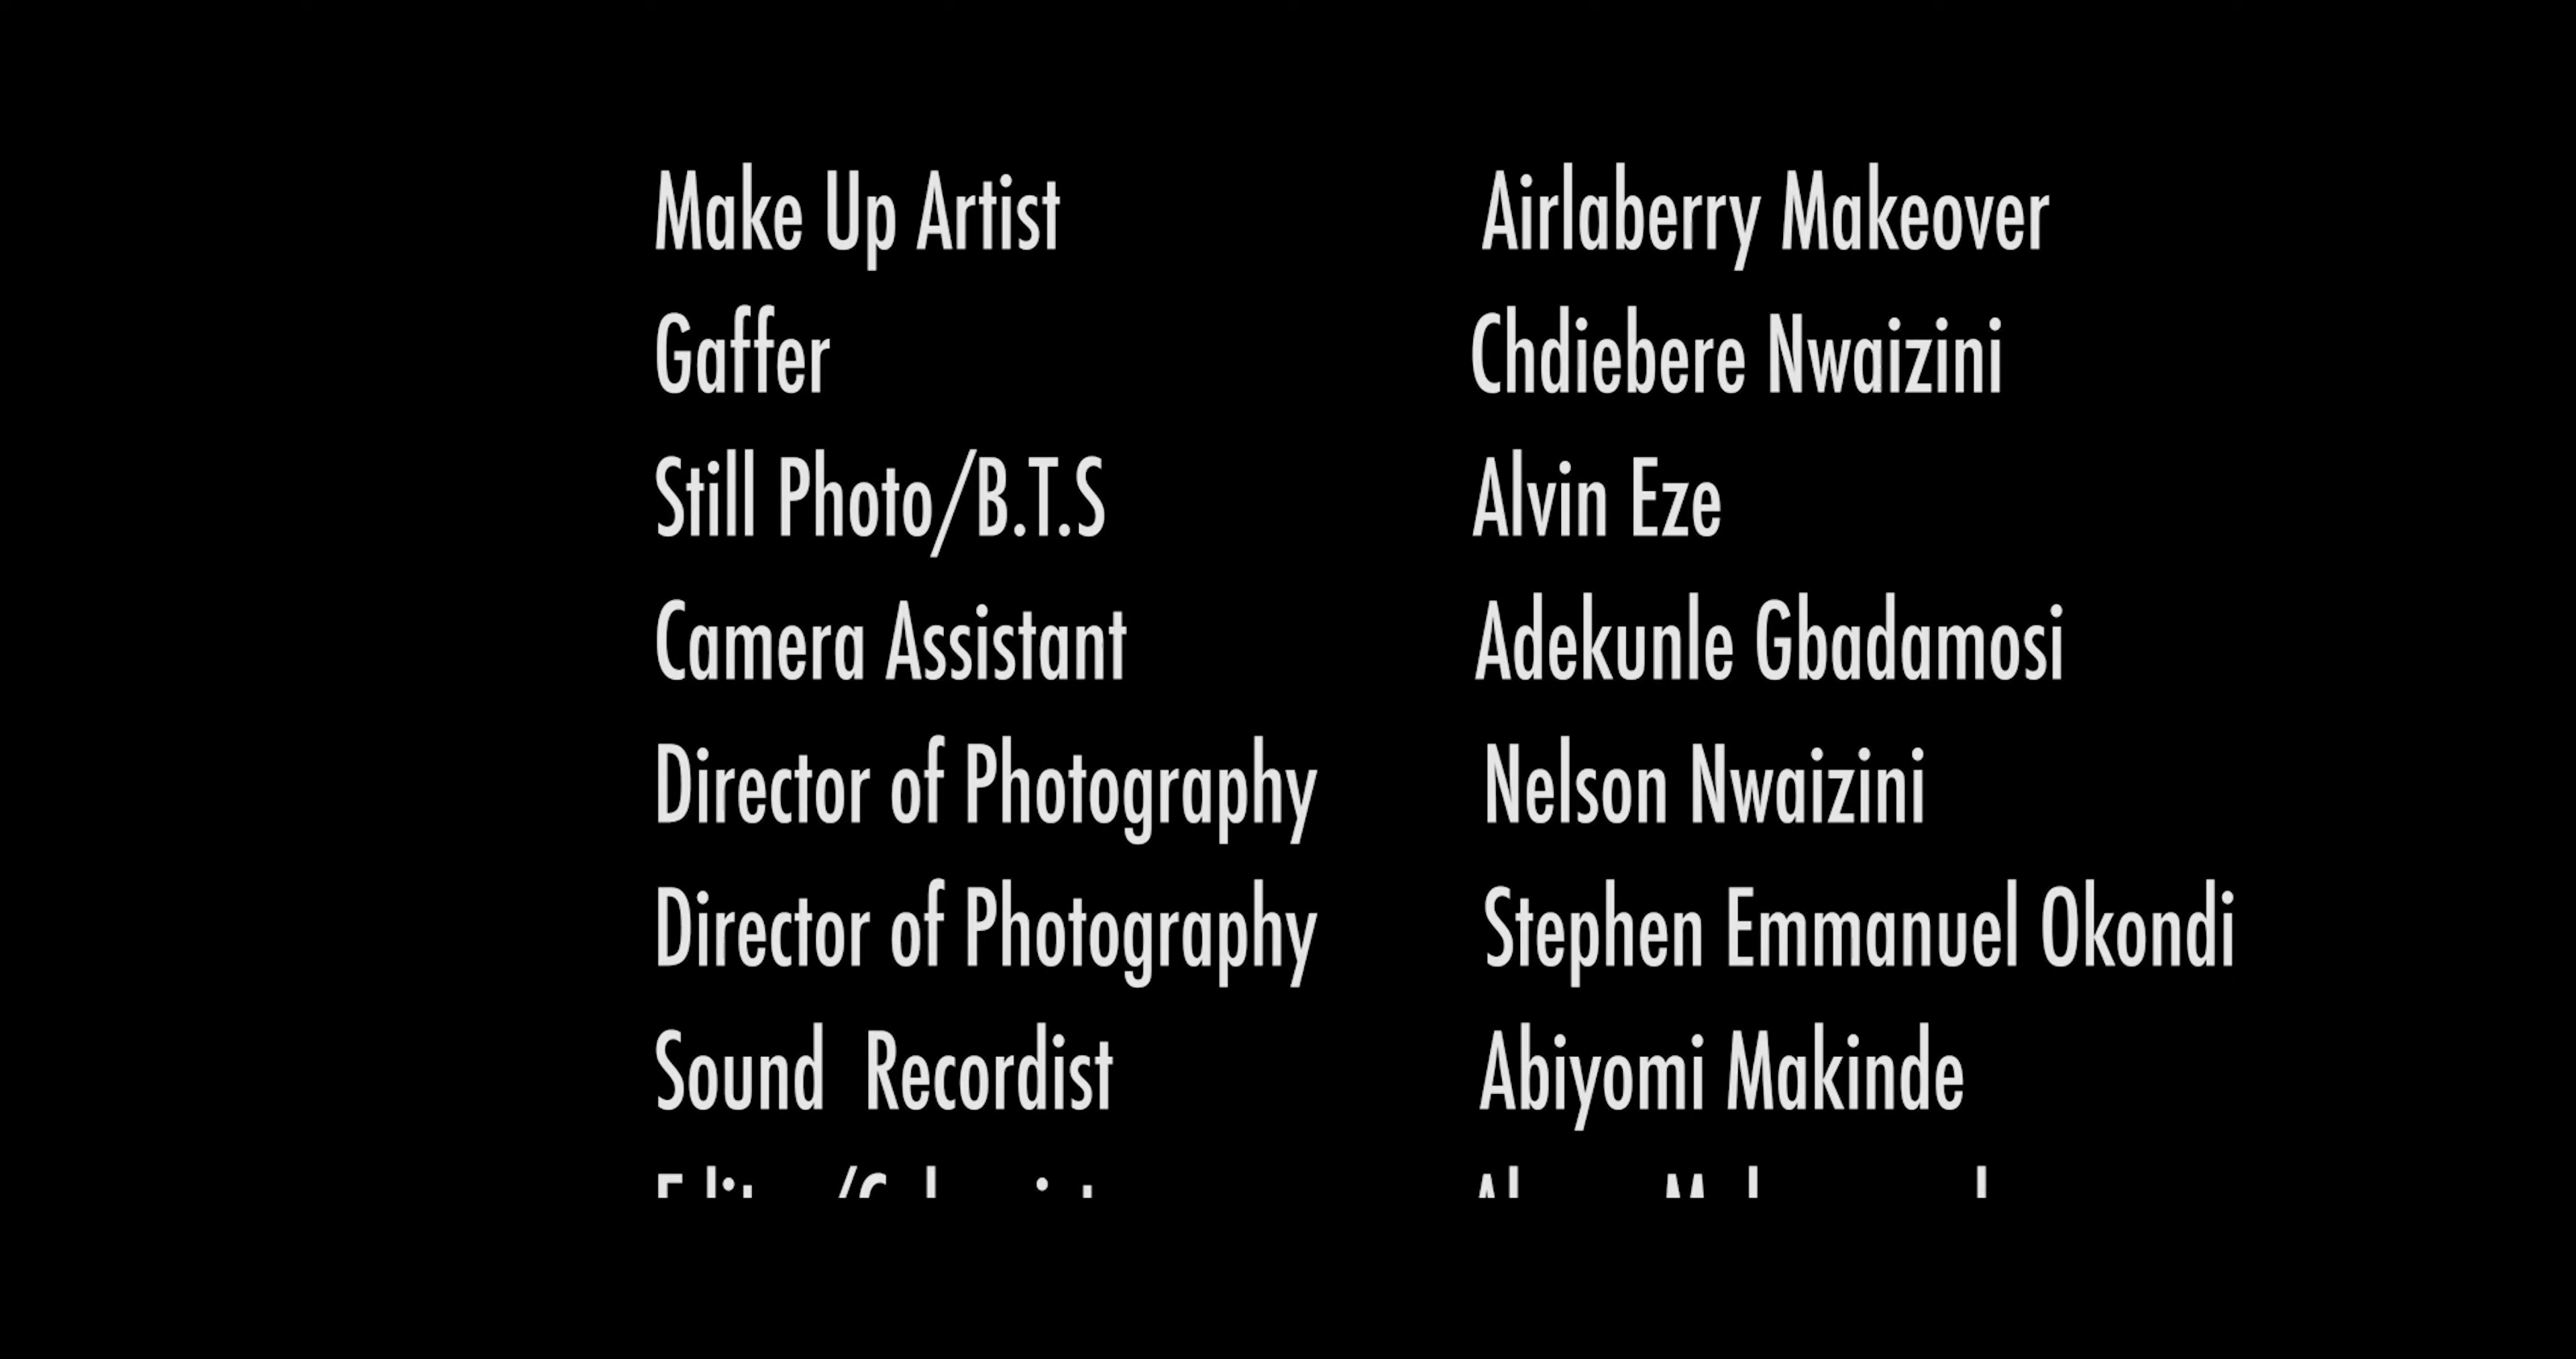 Make Up Artist Airlaberry Makeover
Gaffer Chdiebere Nwaizini
Still Photo/B.T.S Alvin Eze
Camera Assistant Adekunle Gbadamosi
Director of Photography Nelson Nwaizini
Director of Photography Stephen Emmanuel Okondi
Sound  Recordist Abiyomi Makinde